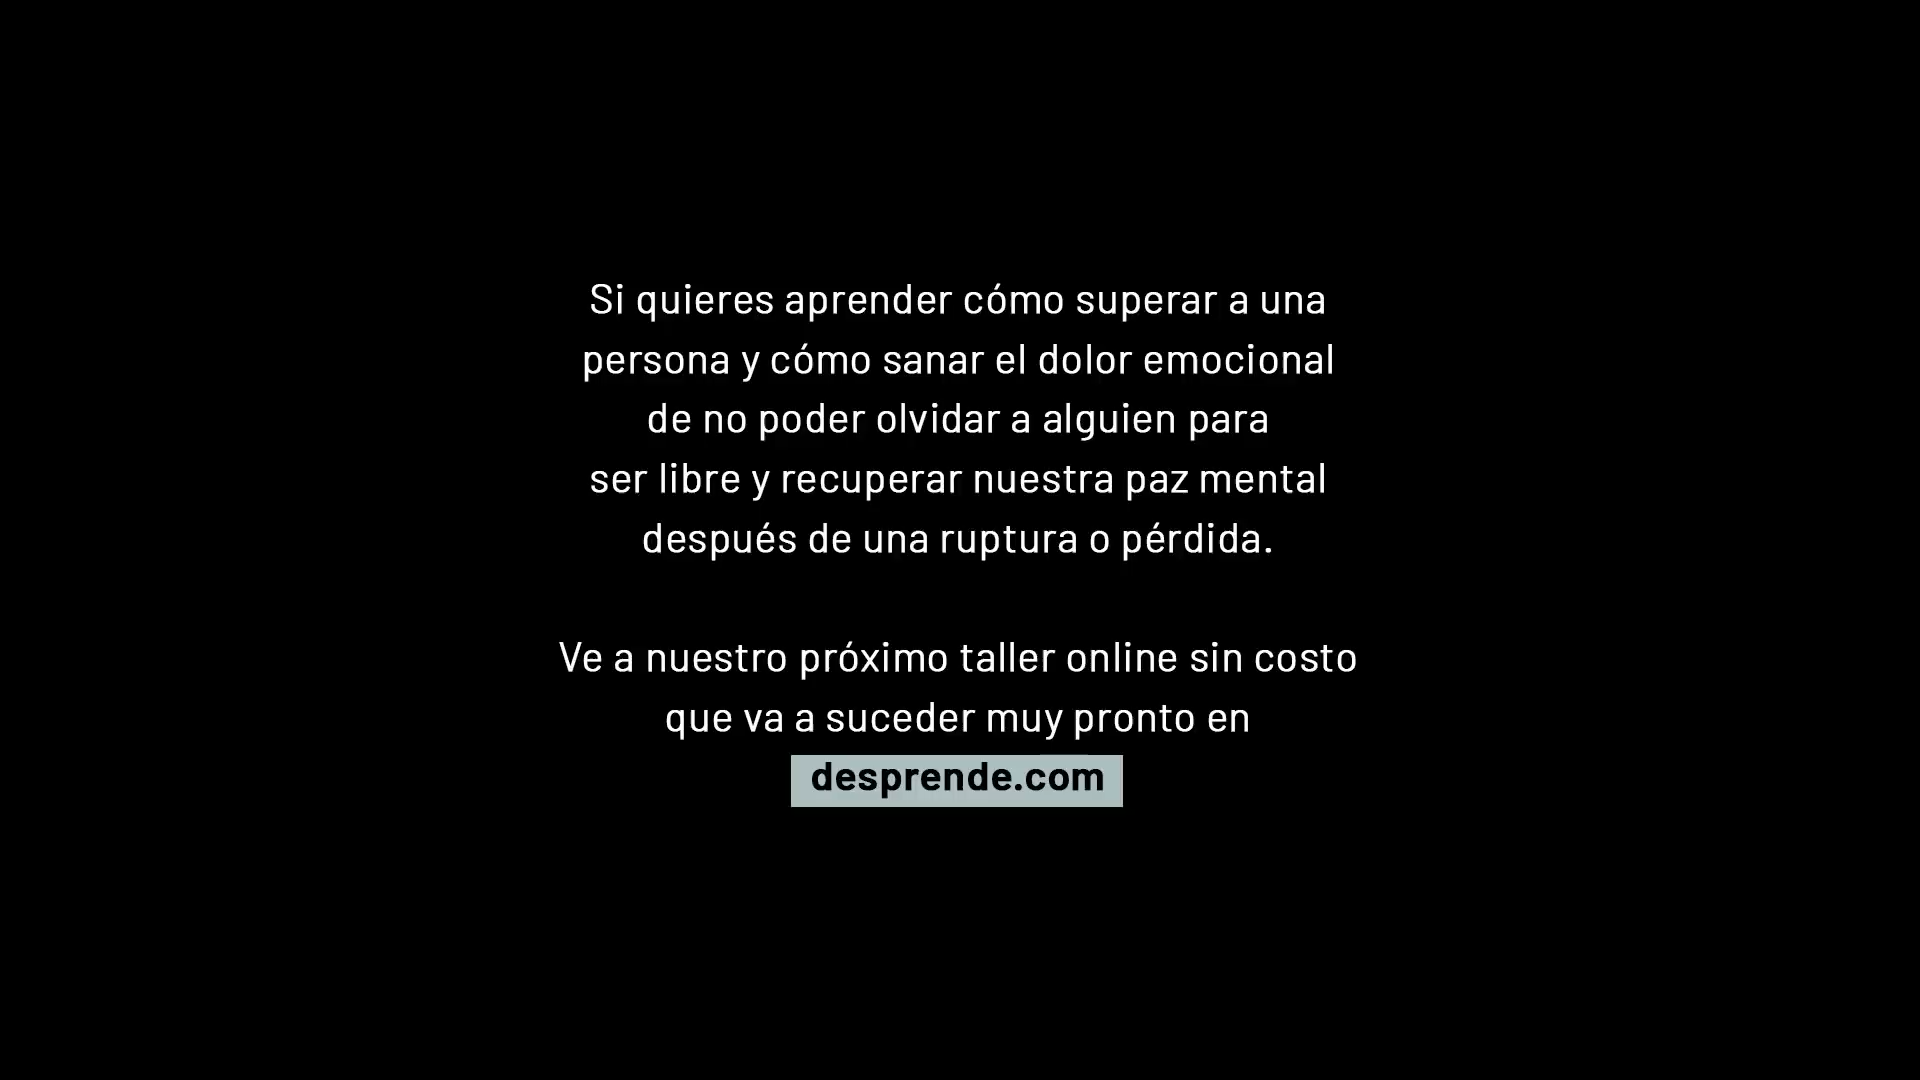 Si quieres aprender cómo superar a una
persona y cómo sanar el dolor emocional
de no poder olvidar a alguien para
ser libre y recuperar nuestra paz mental
después de una ruptura o pérdida.
Ve a nuestro próximo taller online sin costo
que va a suceder muy pronto en
desprende.com